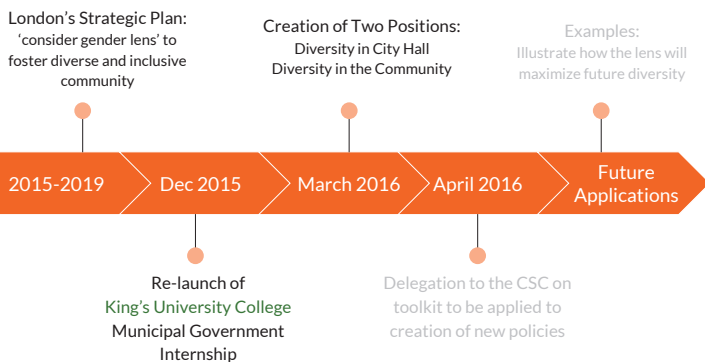 London’s Strategic Plan:
‘consider gender lens’ to
foster diverse and inclusive
community
Creation of Two Positions:
Diversity in City Hall
Diversity in the Community
Examples:
Illustrate how the lens will
maximize future diversity
2015-2019
Dec 2015
March 2016
April 2016
Future
Applications
Re-launch of
King’s University College
Municipal Government
Internship
Delegation to the CSC on
toolkit to be applied to
creation of new policies